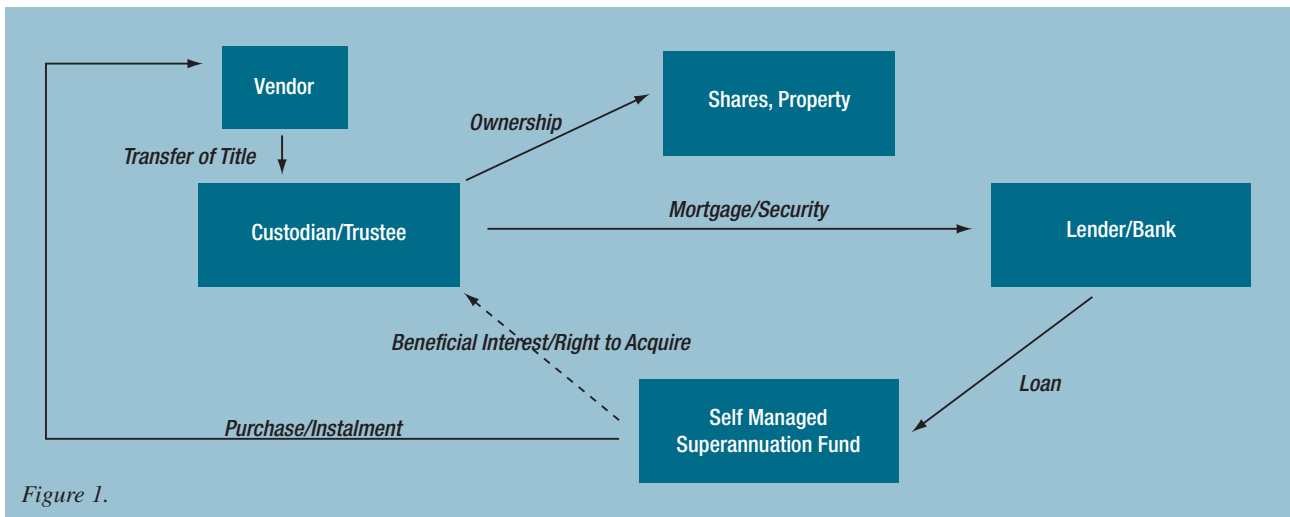 Vendor
Shares, Property
Ownership
Transfer of Title
Custodian/Trustee
Mortgage/Security
Lender/Bank
Beneficial Interest/Right to Acquire
Loan
Self Managed
Superannuation Fund
Purchase/Instalment
Figure 1.